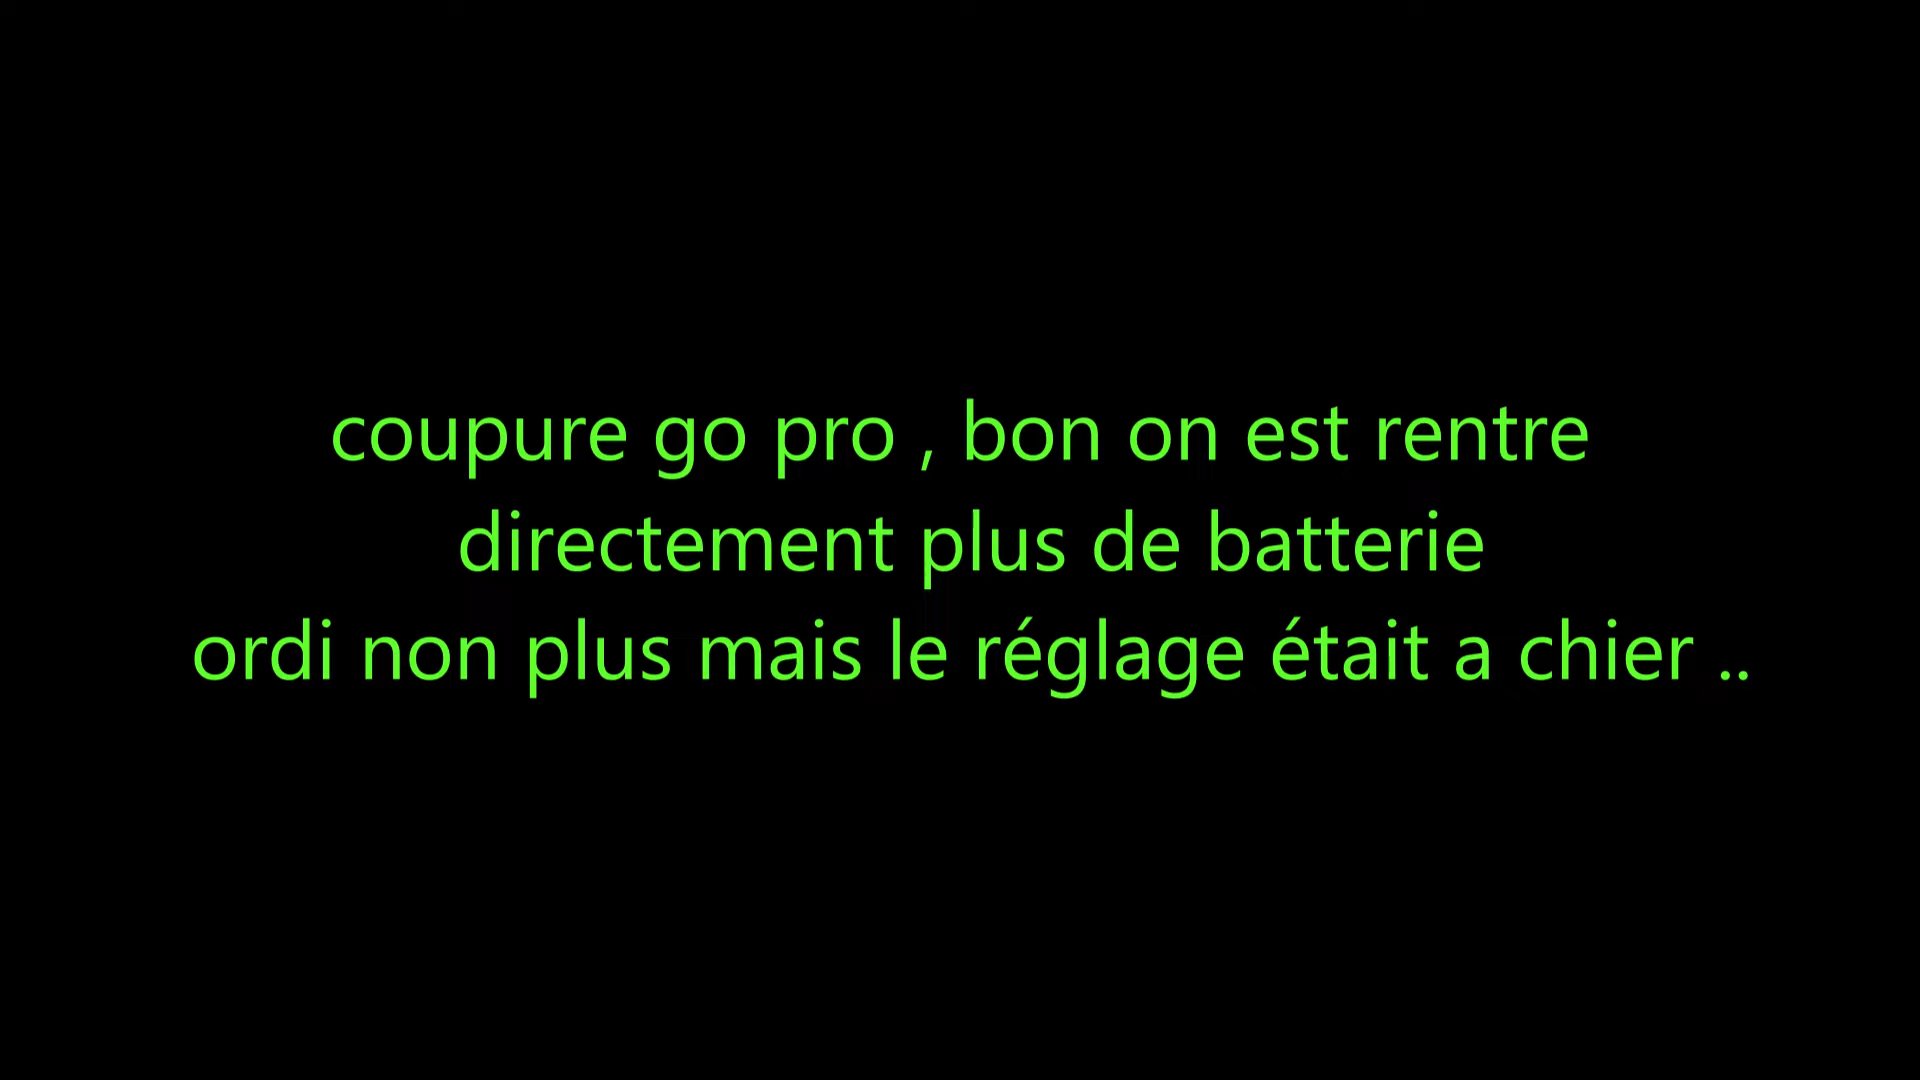 coupure go pro , bon on est rentre
directement plus de batterie
ordi non plus mais le réglage était a chier ..